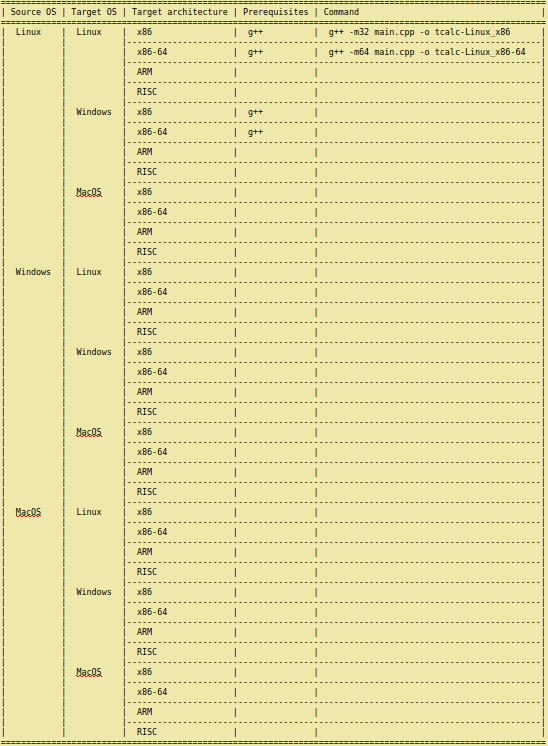 | Source OS | Target OS | Target architecture | Prerequisites | Command |
| Linux | Linux | x86 | g++ | g++ -m32 main.cpp -o tcalc-Linux_x86 |
| x86-64 | g++ | g++ -m64 main.cpp -o tcalc-Linux_x86-64 |
| ARM | | |
| RISC | | |
| Windows | x86 | g++ | |
| x86-64 | g++ | |
| ARM | | |
| RISC | | |
| MacOS | x86 | | |
| x86-64 | | |
| ARM | | |
| RISC | | |
| Windows | Linux | x86 | | |
| x86-64 | | |
| ARM | | |
| RISC | | |
| Windows | x86 | | |
| x86-64 | | |
| ARM | | |
| RISC | | |
| MacOS | x86 | | |
| x86-64 | | |
| ARM | | |
| RISC | | |
| MacOS | Linux | x86 | | |
| x86-64 | | |
| ARM | | |
| RISC | | |
| Windows | x86 | | |
| x86-64 | | |
| ARM | | |
| RISC | | |
| MacOS | x86 | | |
| x86-64 | | |
| ARM | | |
| RISC | | |